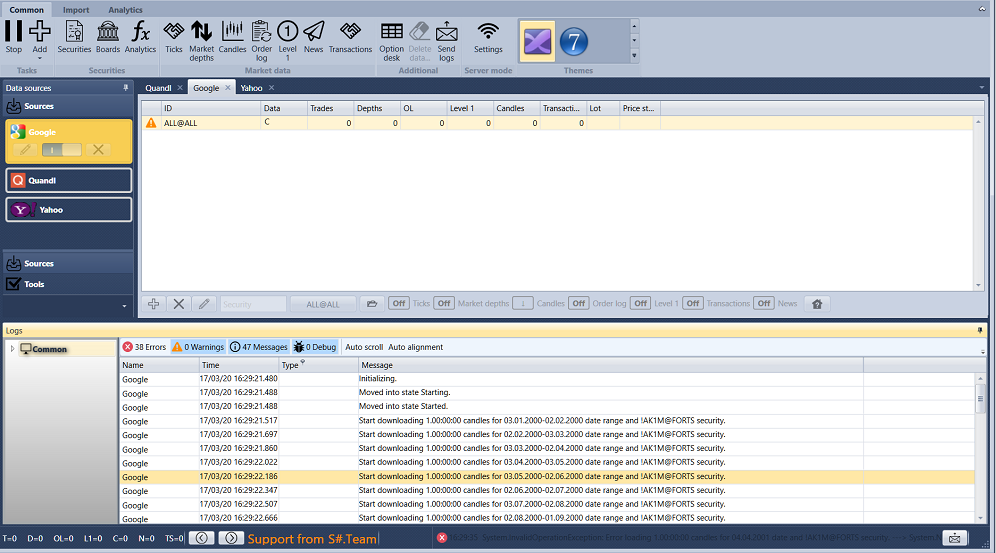 Common Import Analytics
Stop Add Securities Boards Analytics Ticks Market depths Candles Order log Level 1 News Transactions Option desk Delete data... Send logs Settings 7
Tasks Securities Market data Additional Server mode Themes
Data sources
Sources
Google
Quandl
Yahoo
Sources
Tools
Quandl Google Yahoo
ID Data Trades Depths OL Level 1 Candles Transacti... Lot Price st...
ALL@ALL C 0 0 0 0 0 0
Security ALL@ALL Off Ticks Off Market depths Candles Off Order log Off Level 1 Off Transactions Off News
Logs
Common
38 Errors 0 Warnings 47 Messages 0 Debug Auto scroll Auto alignment
Name Time Type Message
Google 17/03/20 16:29:21.480 Initializing.
Google 17/03/20 16:29:21.488 Moved into state Starting.
Google 17/03/20 16:29:21.488 Moved into state Started.
Google 17/03/20 16:29:21.517 Start downloading 1.00:00:00 candles for 03.01.2000-02.02.2000 date range and !AK1M@FORTS security.
Google 17/03/20 16:29:21.697 Start downloading 1.00:00:00 candles for 02.02.2000-03.03.2000 date range and !AK1M@FORTS security.
Google 17/03/20 16:29:21.860 Start downloading 1.00:00:00 candles for 03.03.2000-02.04.2000 date range and !AK1M@FORTS security.
Google 17/03/20 16:29:22.022 Start downloading 1.00:00:00 candles for 03.04.2000-03.05.2000 date range and !AK1M@FORTS security.
Google 17/03/20 16:29:22.186 Start downloading 1.00:00:00 candles for 03.05.2000-02.06.2000 date range and !AK1M@FORTS security.
Google 17/03/20 16:29:22.347 Start downloading 1.00:00:00 candles for 02.06.2000-02.07.2000 date range and !AK1M@FORTS security.
Google 17/03/20 16:29:22.507 Start downloading 1.00:00:00 candles for 03.07.2000-02.08.2000 date range and !AK1M@FORTS security.
Google 17/03/20 16:29:22.666 Start downloading 1.00:00:00 candles for 02.08.2000-01.09.2000 date range and !AK1M@FORTS security.
T=0 D=0 OL=0 L1=0 C=0 N=0 TS=0 Support from S#.Team 16:29:35 System.InvalidOperationException: Error loading 1.00:00:00 candles for 04.04.2001 date and